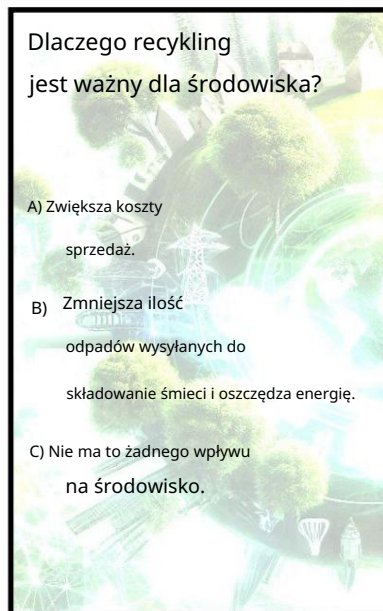 Dlaczego recykling
jest ważny dla środowiska?
A) Zwiększa koszty
sprzedaż.
B) Zmniejsza ilość
odpadów wysyłanych do
składowanie śmieci i oszczędza energię.
C) Nie ma to żadnego wpływu
na środowisko.